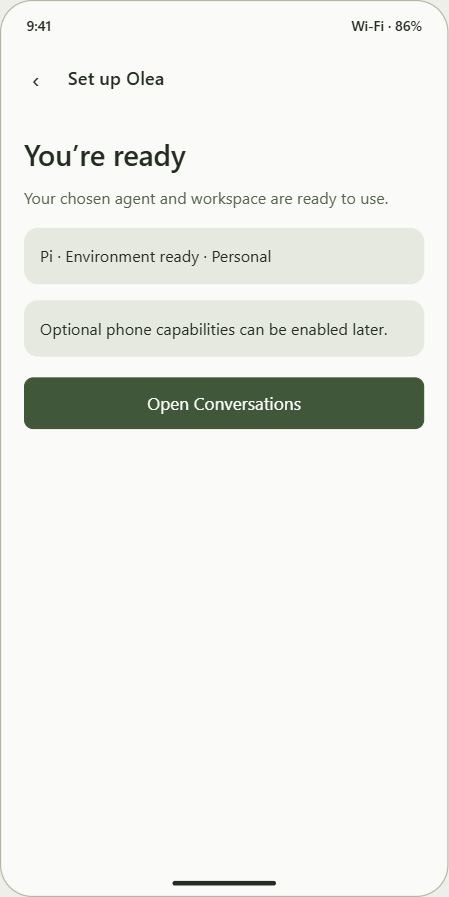 9:41
Wi-Fi · 86%
‹ Set up Olea
You’re ready
Your chosen agent and workspace are ready to use.
Pi · Environment ready · Personal
Optional phone capabilities can be enabled later.
Open Conversations